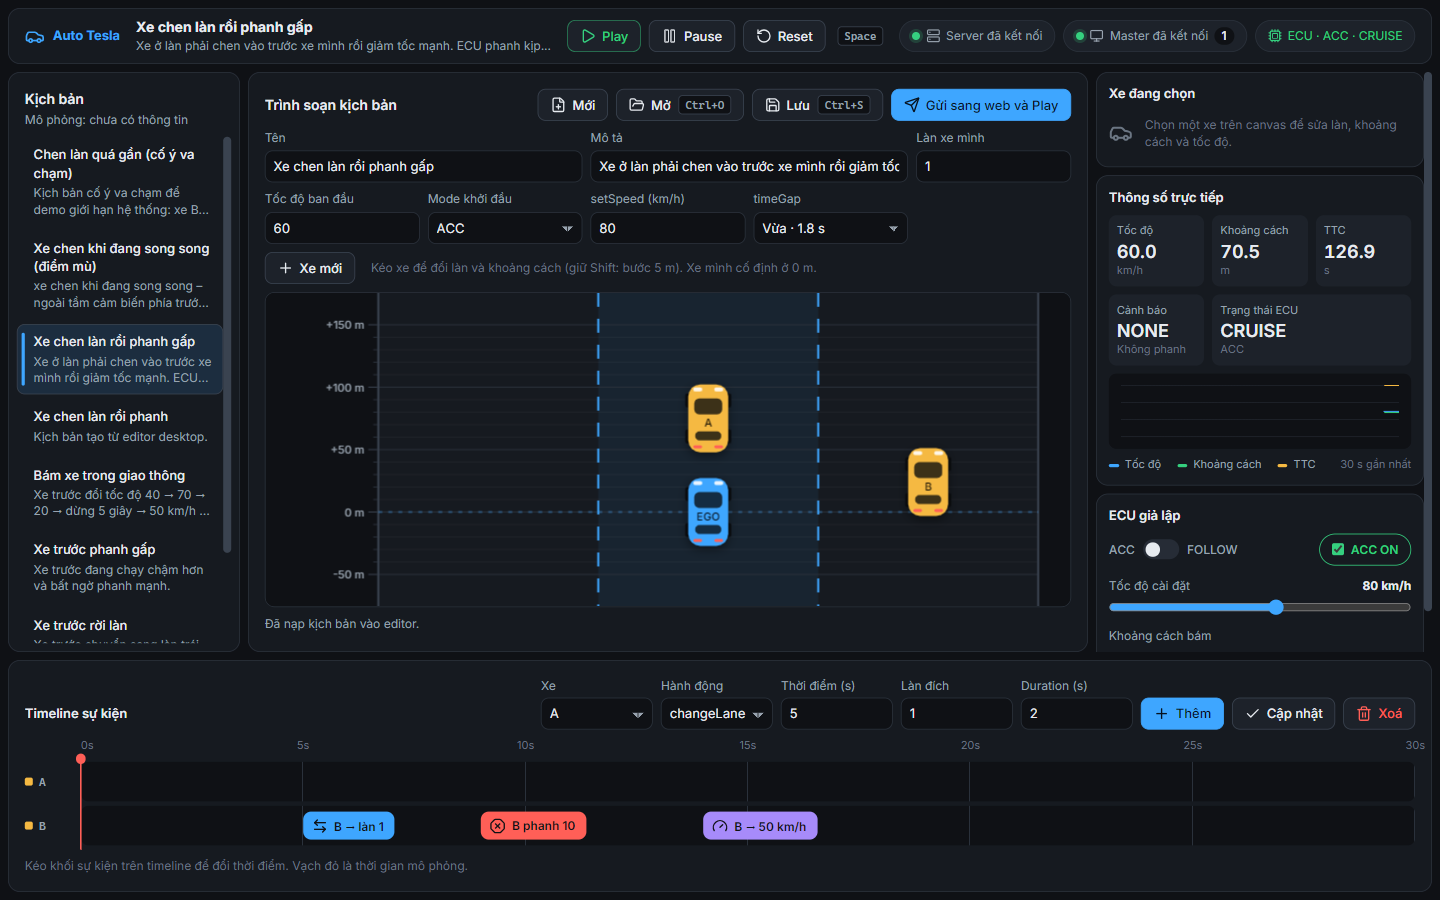 Auto Tesla
Xe chen làn rồi phanh gấp
Xe ở làn phải chen vào trước xe mình rồi giảm tốc mạnh. ECU phanh kịp...
Play
Pause
Reset
Space
Server đã kết nối
Master đã kết nối 1
ECU · ACC · CRUISE
Kịch bản
Mô phỏng: chưa có thông tin
Chen làn quá gần (cố ý va
chạm)
Kịch bản cố ý va chạm để
demo giới hạn hệ thống: xe B...
Xe chen khi đang song song
(điểm mù)
xe chen khi đang song song –
ngoài tầm cảm biến phía trướ...
Xe chen làn rồi phanh gấp
Xe ở làn phải chen vào trước xe
mình rồi giảm tốc mạnh. ECU...
Xe chen làn rồi phanh
Kịch bản tạo từ editor desktop.
Bám xe trong giao thông
Xe trước đổi tốc độ 40 → 70 →
20 → dừng 5 giây → 50 km/h ...
Xe trước phanh gấp
Xe trước đang chạy chậm hơn
và bất ngờ phanh mạnh.
Xe trước rời làn
Trình soạn kịch bản
Mới
Mở Ctrl+O
Lưu Ctrl+S
Gửi sang web và Play
Tên
Mô tả
Làn xe mình
Xe chen làn rồi phanh gấp
Xe ở làn phải chen vào trước xe mình rồi giảm tốc
1
Tốc độ ban đầu
Mode khởi đầu
setSpeed (km/h)
timeGap
60
ACC
80
Vừa · 1.8 s
Xe mới
Kéo xe để đổi làn và khoảng cách (giữ Shift: bước 5 m). Xe mình cố định ở 0 m.
+150 m
+100 m
+50 m
0 m
-50 m
A
EGO
B
Đã nạp kịch bản vào editor.
Xe đang chọn
Chọn một xe trên canvas để sửa làn, khoảng
cách và tốc độ.
Thông số trực tiếp
Tốc độ
60.0
km/h
Khoảng cách
70.5
m
TTC
126.9
s
Cảnh báo
NONE
Không phanh
Trạng thái ECU
CRUISE
ACC
Tốc độ
Khoảng cách
TTC
30 s gần nhất
ECU giả lập
ACC
FOLLOW
ACC ON
Tốc độ cài đặt
80 km/h
Khoảng cách bám
Timeline sự kiện
Xe
Hành động
Thời điểm (s)
Làn đích
Duration (s)
A
changeLane
5
1
2
Thêm
Cập nhật
Xoá
0s
5s
10s
15s
20s
25s
30s
A
B
B → làn 1
B phanh 10
B → 50 km/h
Kéo khối sự kiện trên timeline để đổi thời điểm. Vạch đỏ là thời gian mô phỏng.